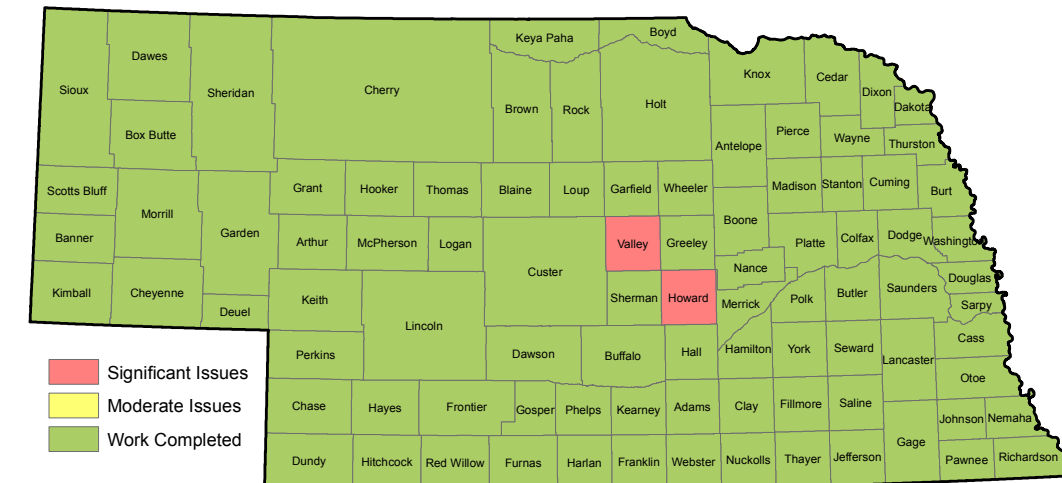 Keya Paha
Boyd
Dawes
Sioux
Sheridan
Cherry
Brown
Rock
Holt
Knox
Cedar
Dixon
Dakota
Box Butte
Antelope
Pierce
Wayne
Thurston
Scotts Bluff
Grant
Hooker
Thomas
Blaine
Loup
Garfield
Wheeler
Madison
Stanton
Cuming
Burt
Morrill
Banner
Garden
Arthur
McPherson
Logan
Custer
Valley
Greeley
Boone
Platte
Colfax
Dodge
Washington
Nance
Kimball
Cheyenne
Deuel
Keith
Lincoln
Sherman
Howard
Merrick
Polk
Butler
Saunders
Douglas
Sarpy
Perkins
Dawson
Buffalo
Hall
Hamilton
York
Seward
Lancaster
Cass
Otoe
Significant Issues
Moderate Issues
Work Completed
Chase
Hayes
Frontier
Gosper
Phelps
Kearney
Adams
Clay
Fillmore
Saline
Johnson
Nemaha
Gage
Dundy
Hitchcock
Red Willow
Furnas
Harlan
Franklin
Webster
Nuckolls
Thayer
Jefferson
Pawnee
Richardson